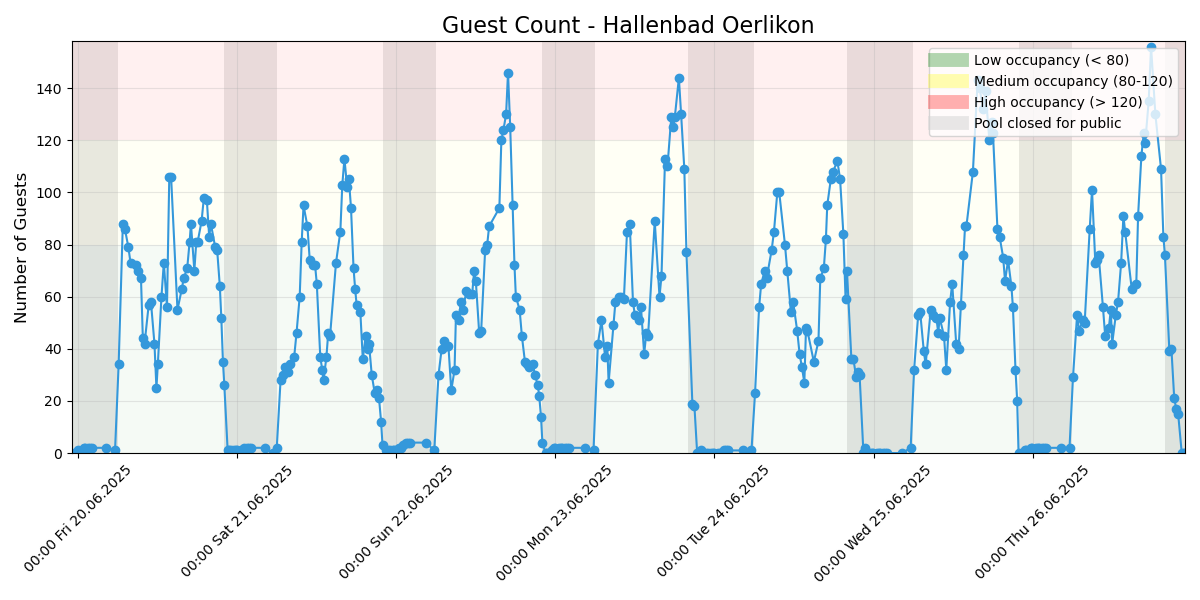 Guest Count - Hallenbad Oerlikon
Low occupancy (< 80)
Medium occupancy (80-120)
High occupancy (> 120)
Pool closed for public
Number of Guests
140
120
100
80
60
40
20
0
00:00 Fri 20.06.2025
00:00 Sat 21.06.2025
00:00 Sun 22.06.2025
00:00 Mon 23.06.2025
00:00 Tue 24.06.2025
00:00 Wed 25.06.2025
00:00 Thu 26.06.2025